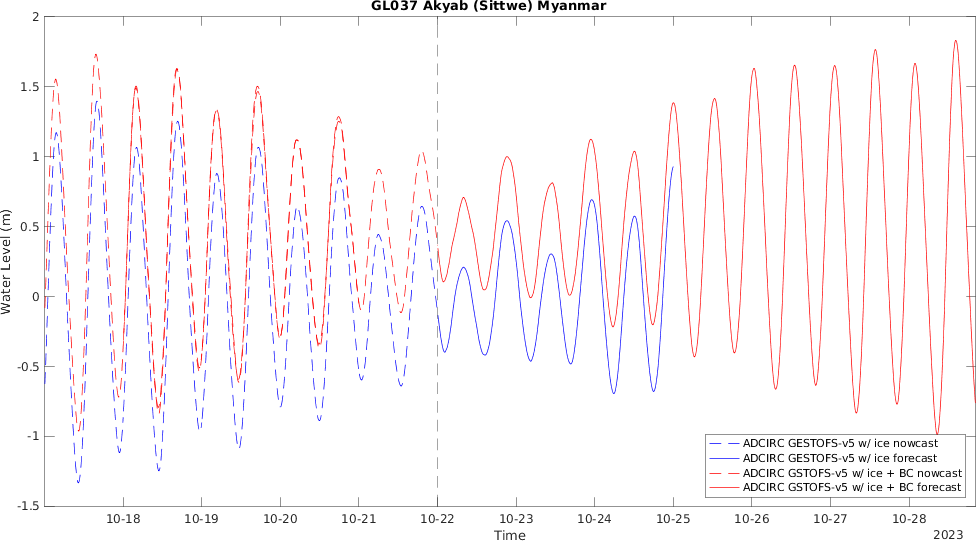 GL037 Akyab (Sittwe) Myanmar
2
1.5
1
0.5
0
-0.5
-1
-1.5
Water Level (m)
10-18 10-19 10-20 10-21 10-22 10-23 10-24 10-25 10-26 10-27 10-28
Time
2023
ADCIRC GESTOFS-v5 w/ ice nowcast
ADCIRC GESTOFS-v5 w/ ice forecast
ADCIRC GSTOFS-v5 w/ ice + BC nowcast
ADCIRC GSTOFS-v5 w/ ice + BC forecast